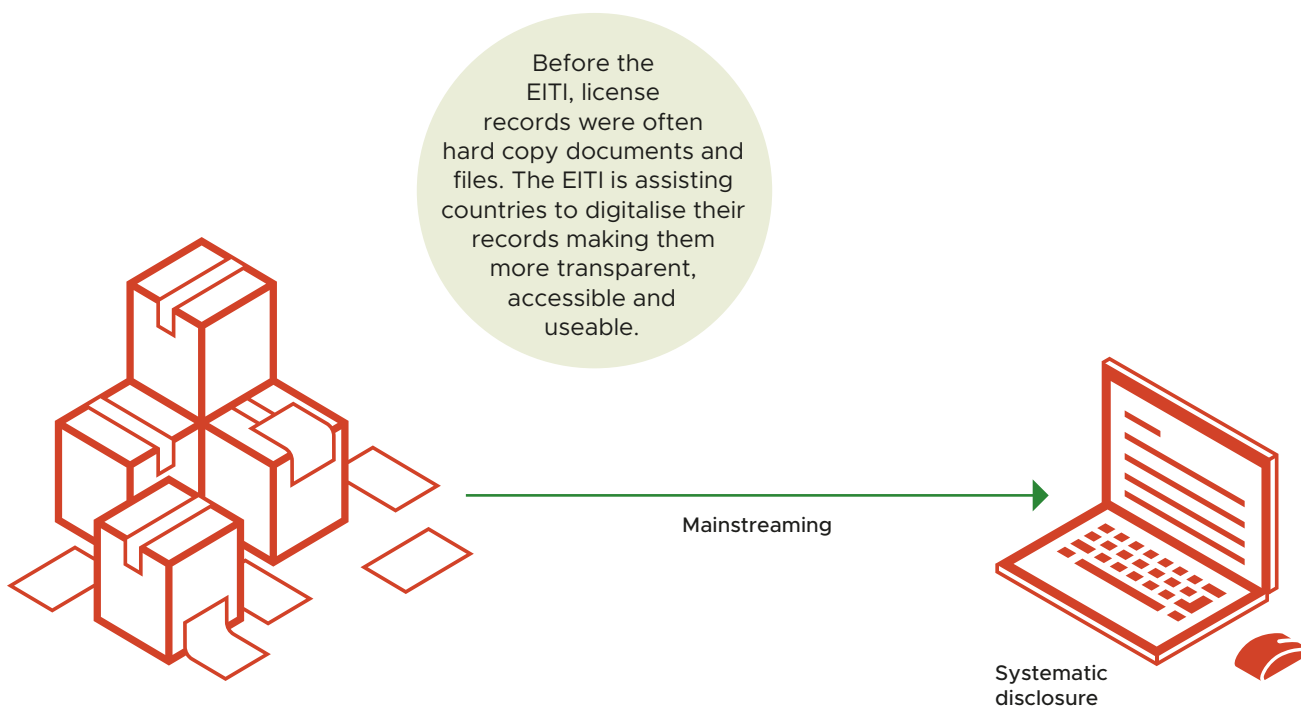 Before the
EITI, license
records were often
hard copy documents and
files. The EITI is assisting
countries to digitalise their
records making them
more transparent,
accessible and
useable.
Mainstreaming
Systematic
disclosure